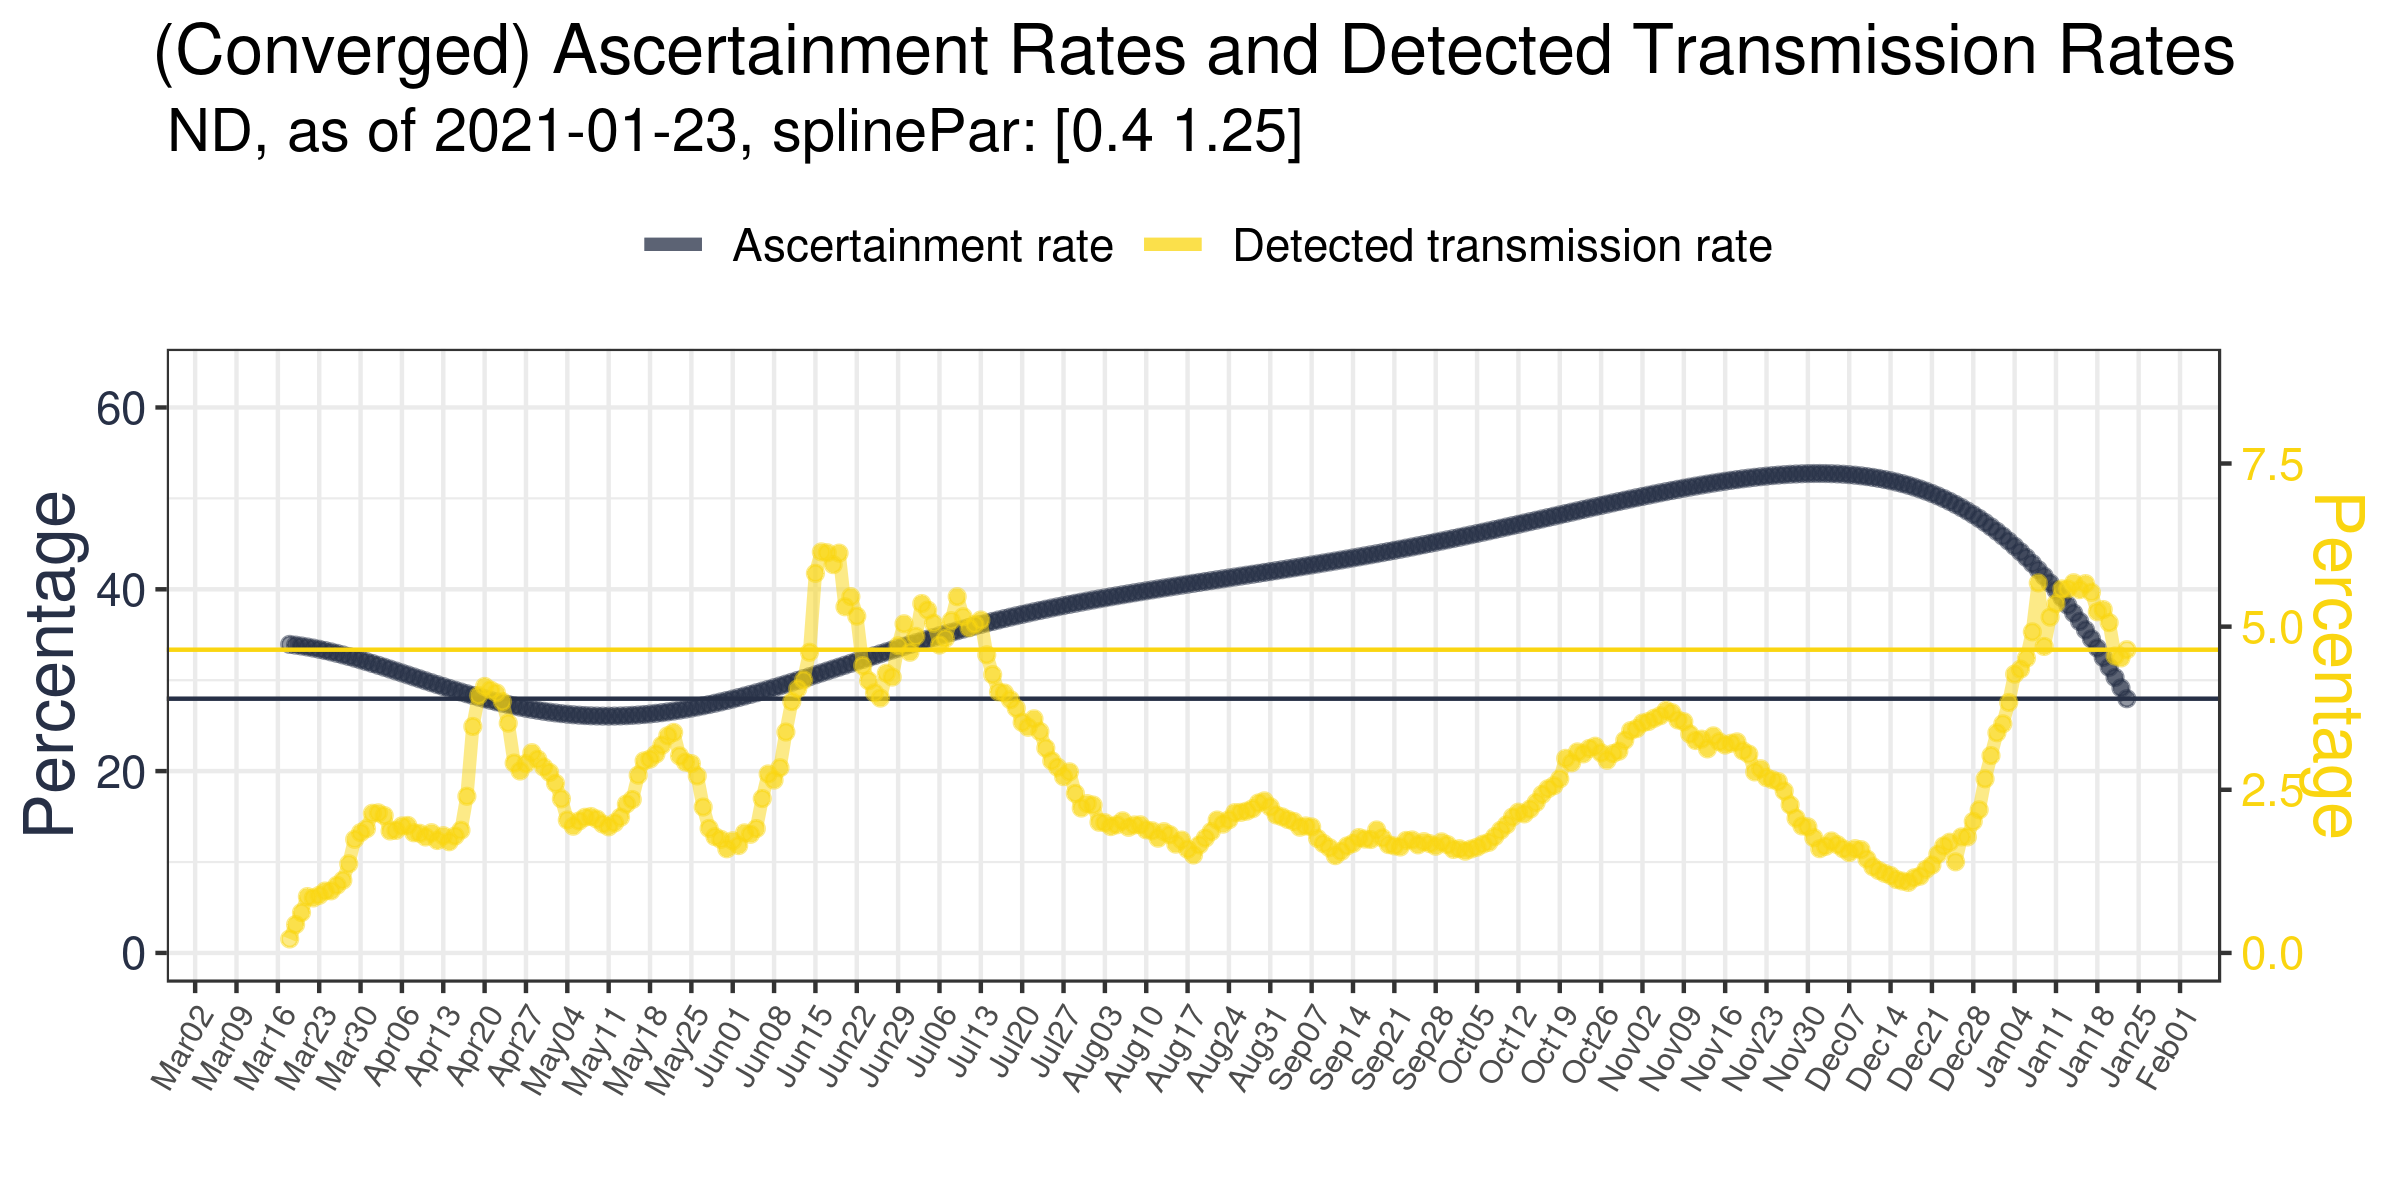 (Converged) Ascertainment Rates and Detected Transmission Rates
ND, as of 2021-01-23, splinePar: [0.4 1.25]
Ascertainment rate
Detected transmission rate
Percentage
60
40
20
0
7.5
5.0
2.5
0.0
Percentage
Mar02
Mar09
Mar16
Mar23
Mar30
Apr06
Apr13
Apr20
Apr27
May04
May11
May18
May25
Jun01
Jun08
Jun15
Jun22
Jun29
Jul06
Jul13
Jul20
Jul27
Aug03
Aug10
Aug17
Aug24
Aug31
Sep07
Sep14
Sep21
Sep28
Oct05
Oct12
Oct19
Oct26
Nov02
Nov09
Nov16
Nov23
Nov30
Dec07
Dec14
Dec21
Dec28
Jan04
Jan11
Jan18
Jan25
Feb01